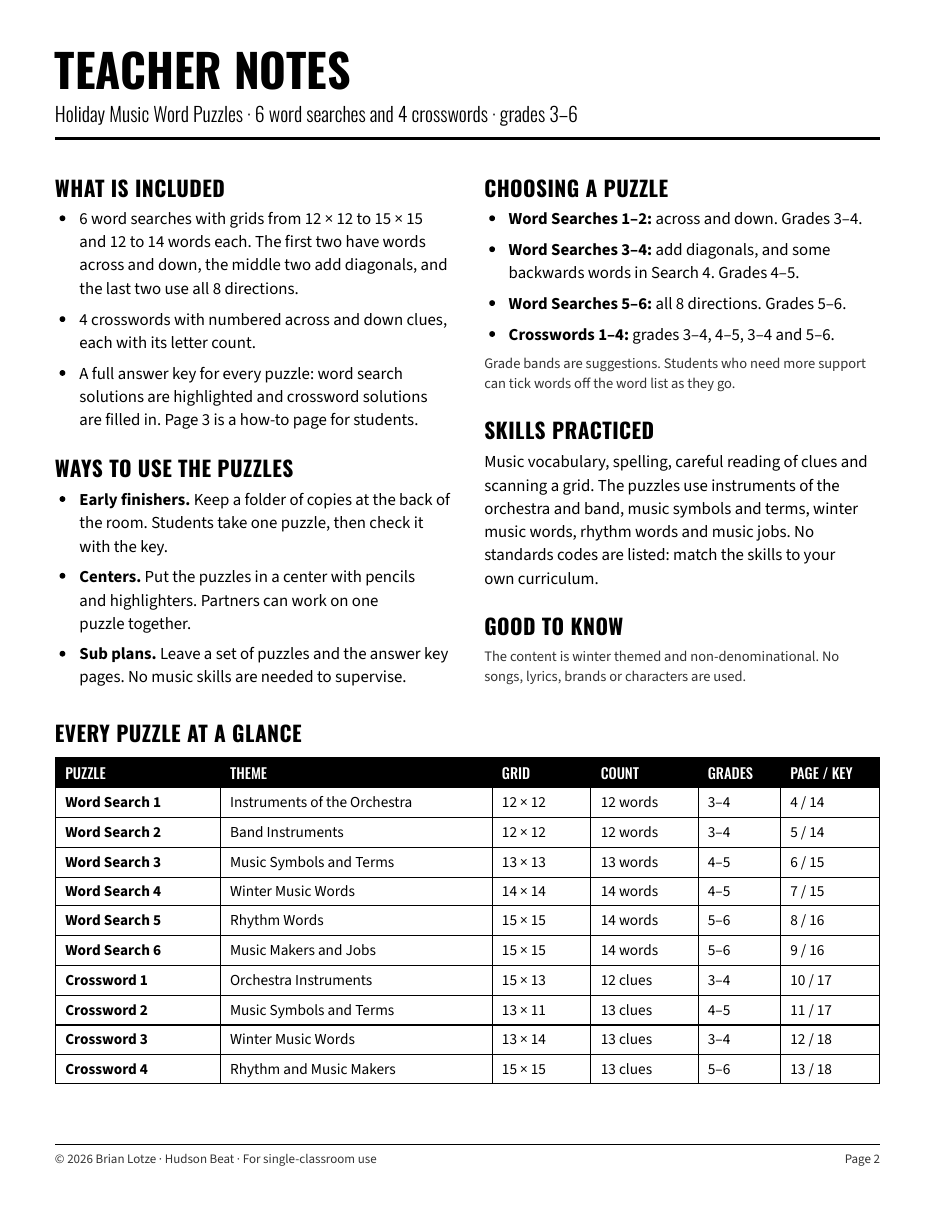 TEACHER NOTES
Holiday Music Word Puzzles · 6 word searches and 4 crosswords · grades 3–6
WHAT IS INCLUDED
• 6 word searches with grids from 12 × 12 to 15 × 15
and 12 to 14 words each. The first two have words
across and down, the middle two add diagonals, and
the last two use all 8 directions.
• 4 crosswords with numbered across and down clues,
each with its letter count.
• A full answer key for every puzzle: word search
solutions are highlighted and crossword solutions
are filled in. Page 3 is a how-to page for students.
WAYS TO USE THE PUZZLES
• Early finishers. Keep a folder of copies at the back of
the room. Students take one puzzle, then check it
with the key.
• Centers. Put the puzzles in a center with pencils
and highlighters. Partners can work on one
puzzle together.
• Sub plans. Leave a set of puzzles and the answer key
pages. No music skills are needed to supervise.
CHOOSING A PUZZLE
• Word Searches 1–2: across and down. Grades 3–4.
• Word Searches 3–4: add diagonals, and some
backwards words in Search 4. Grades 4–5.
• Word Searches 5–6: all 8 directions. Grades 5–6.
• Crosswords 1–4: grades 3–4, 4–5, 3–4 and 5–6.
Grade bands are suggestions. Students who need more support
can tick words off the word list as they go.
SKILLS PRACTICED
Music vocabulary, spelling, careful reading of clues and
scanning a grid. The puzzles use instruments of the
orchestra and band, music symbols and terms, winter
music words, rhythm words and music jobs. No
standards codes are listed: match the skills to your
own curriculum.
GOOD TO KNOW
The content is winter themed and non-denominational. No
songs, lyrics, brands or characters are used.
EVERY PUZZLE AT A GLANCE
PUZZLE THEME GRID COUNT GRADES PAGE / KEY
Word Search 1 Instruments of the Orchestra 12 × 12 12 words 3–4 4 / 14
Word Search 2 Band Instruments 12 × 12 12 words 3–4 5 / 14
Word Search 3 Music Symbols and Terms 13 × 13 13 words 4–5 6 / 15
Word Search 4 Winter Music Words 14 × 14 14 words 4–5 7 / 15
Word Search 5 Rhythm Words 15 × 15 14 words 5–6 8 / 16
Word Search 6 Music Makers and Jobs 15 × 15 14 words 5–6 9 / 16
Crossword 1 Orchestra Instruments 15 × 13 12 clues 3–4 10 / 17
Crossword 2 Music Symbols and Terms 13 × 11 13 clues 4–5 11 / 17
Crossword 3 Winter Music Words 13 × 14 13 clues 3–4 12 / 18
Crossword 4 Rhythm and Music Makers 15 × 15 13 clues 5–6 13 / 18
© 2026 Brian Lotze · Hudson Beat · For single-classroom use
Page 2